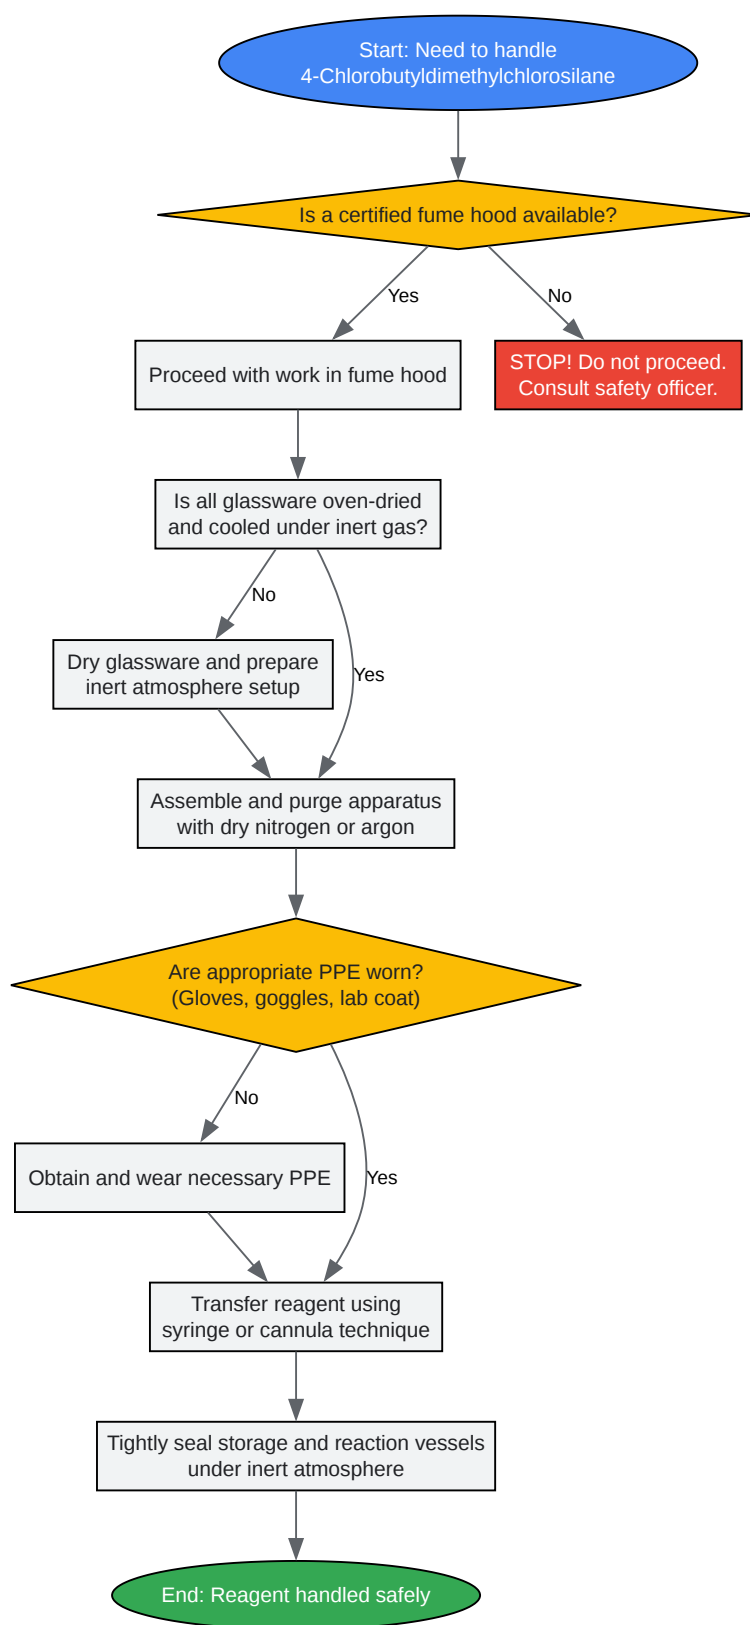 Start: Need to handle
4-Chlorobutyldimethylchlorosilane
Is a certified fume hood available?
Yes
No
Proceed with work in fume hood
STOP! Do not proceed.
Consult safety officer.
Is all glassware oven-dried
and cooled under inert gas?
No
Dry glassware and prepare
inert atmosphere setup
Yes
Assemble and purge apparatus
with dry nitrogen or argon
Are appropriate PPE worn?
(Gloves, goggles, lab coat)
No
Obtain and wear necessary PPE
Yes
Transfer reagent using
syringe or cannula technique
Tightly seal storage and reaction vessels
under inert atmosphere
End: Reagent handled safely